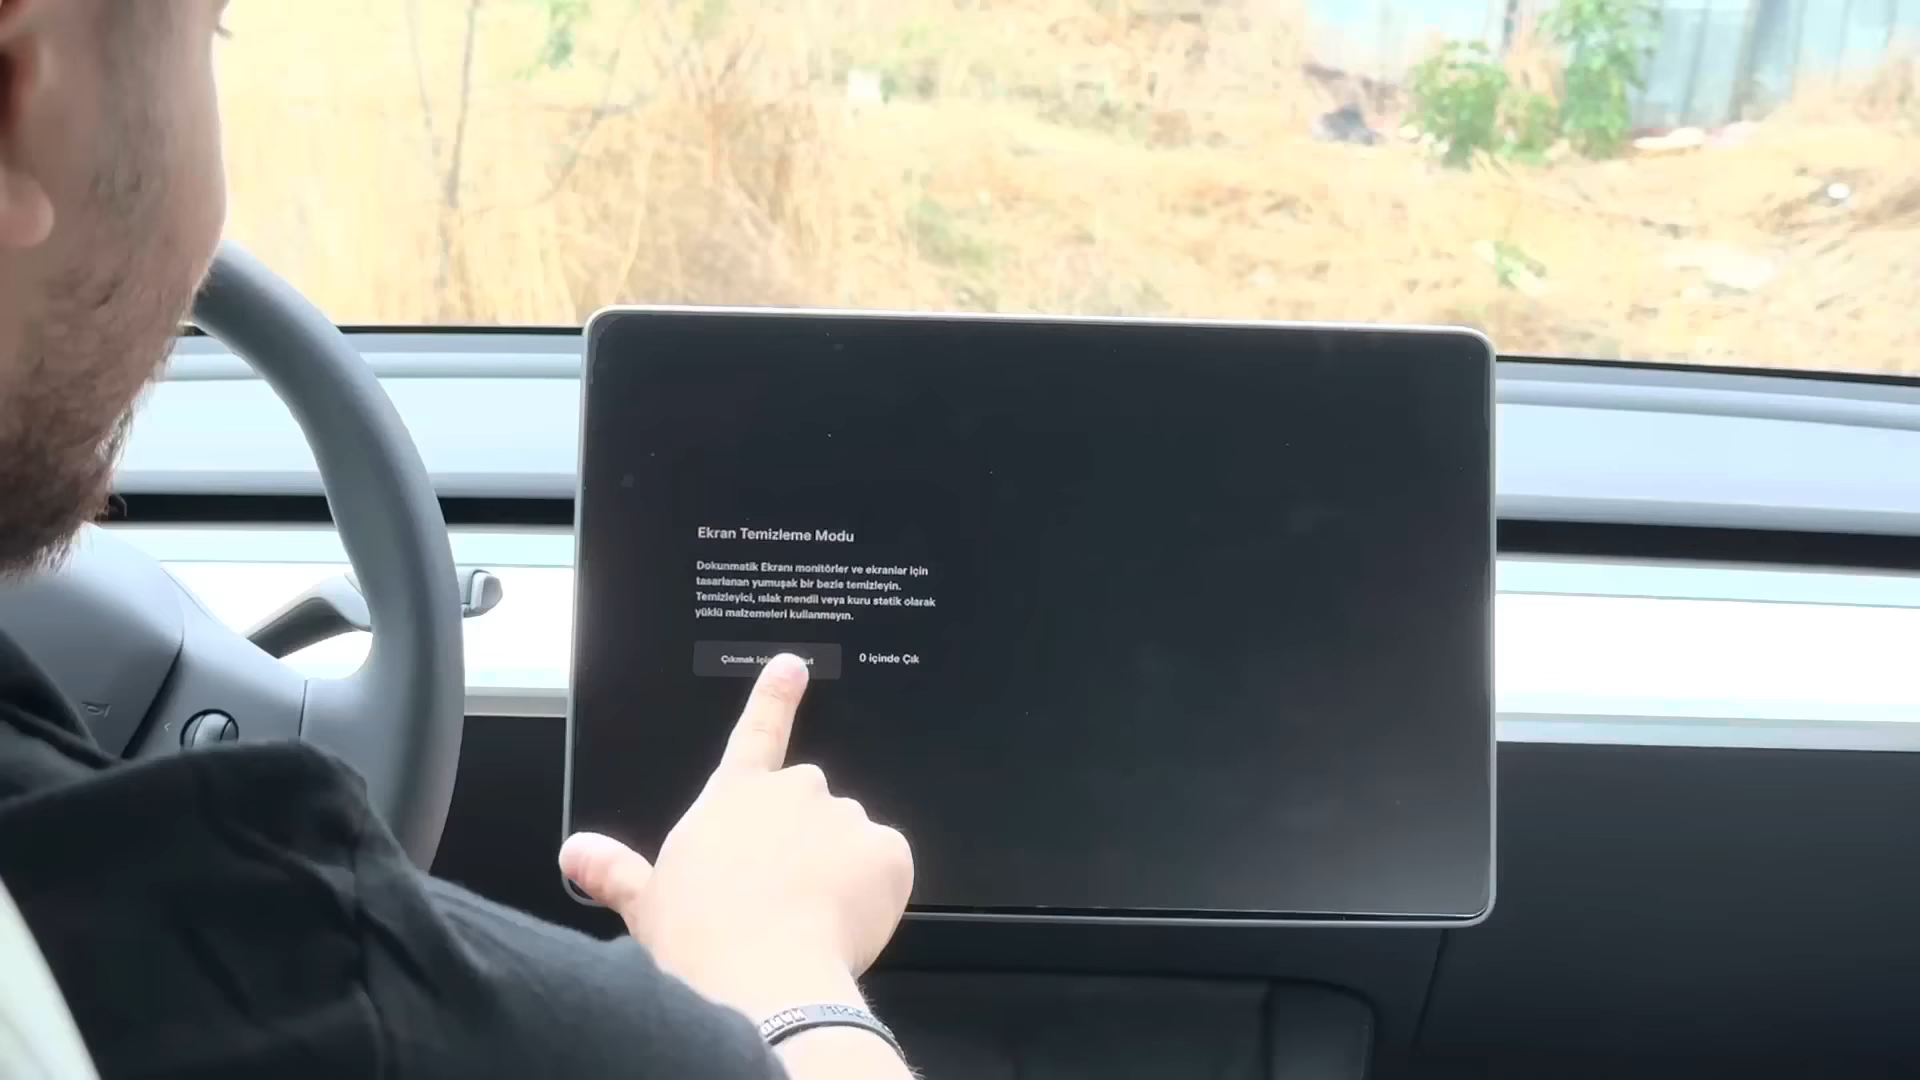 Ekran Temizleme Modu
Dokunmatik Ekranı monitörler ve ekranlar için
tasarlanan yumuşak bir bezle temizleyin.
Temizleyici, ıslak mendil veya kuru statik olarak
yüklü malzemeleri kullanmayın.
Çıkmak
0 içinde Çık